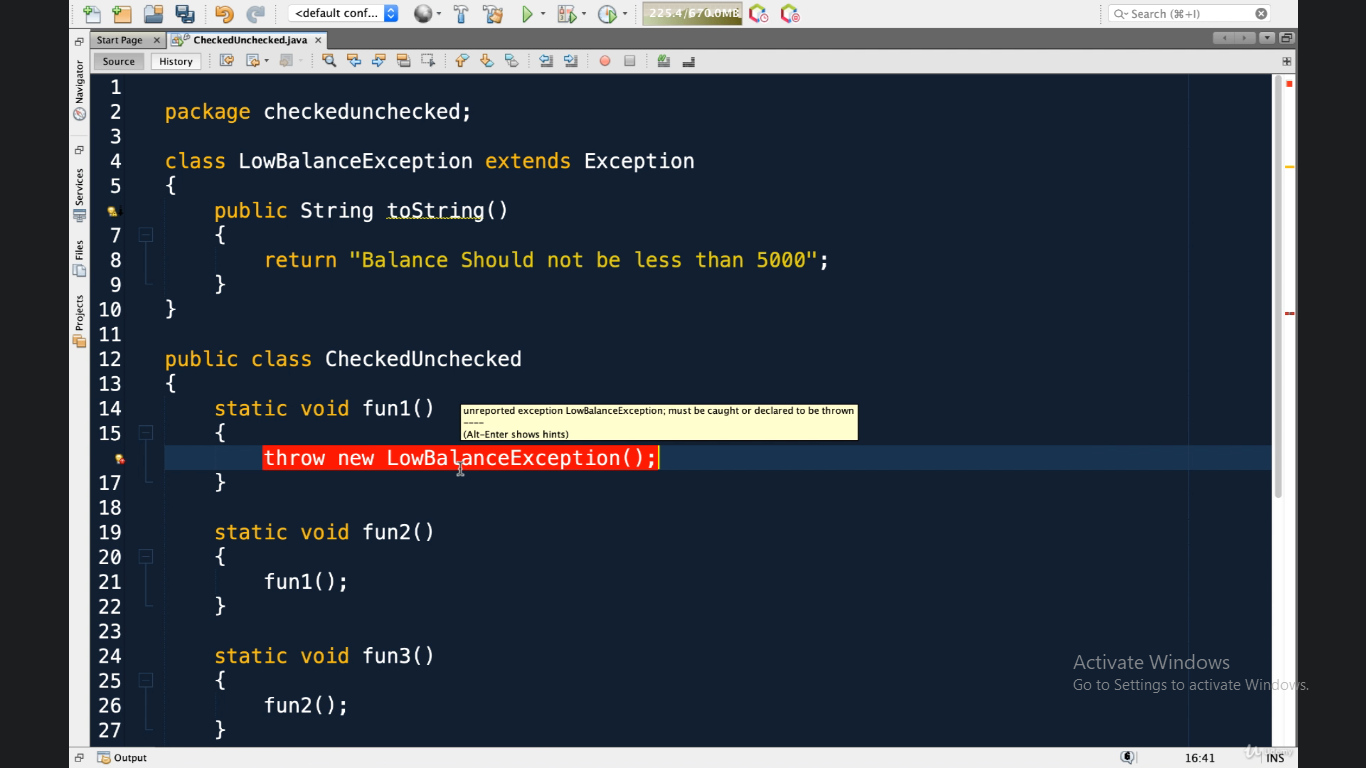 <default conf...
225.4/570.0MB
Search (⌘+I)
Start Page
CheckedUnchecked.java
Source
History
Navigator
Services
Files
Projects
1
2 package checkedunchecked;
3
4 class LowBalanceException extends Exception
5 {
public String toString()
7 {
8 return "Balance Should not be less than 5000";
9 }
10 }
11
12 public class CheckedUnchecked
13 {
14 static void fun1()
unreported exception LowBalanceException; must be caught or declared to be thrown
----
(Alt-Enter shows hints)
15 {
throw new LowBalanceException();
17 }
18
19 static void fun2()
20 {
21 fun1();
22 }
23
24 static void fun3()
25 {
26 fun2();
27 }
Activate Windows
Go to Settings to activate Windows.
Output
6
16:41
INS